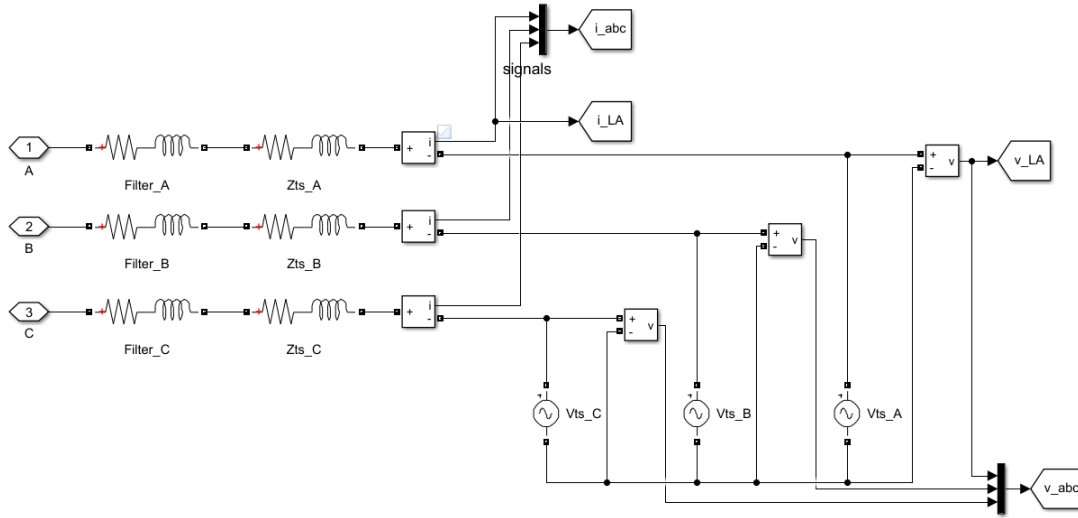 i_abc
signals
i_LA
1
A
Filter_A
Zts_A
+ i -
+ - v
v_LA
2
B
Filter_B
Zts_B
+ i -
+ - v
3
C
Filter_C
Zts_C
+ i -
+ - v
Vts_C
Vts_B
Vts_A
v_abc